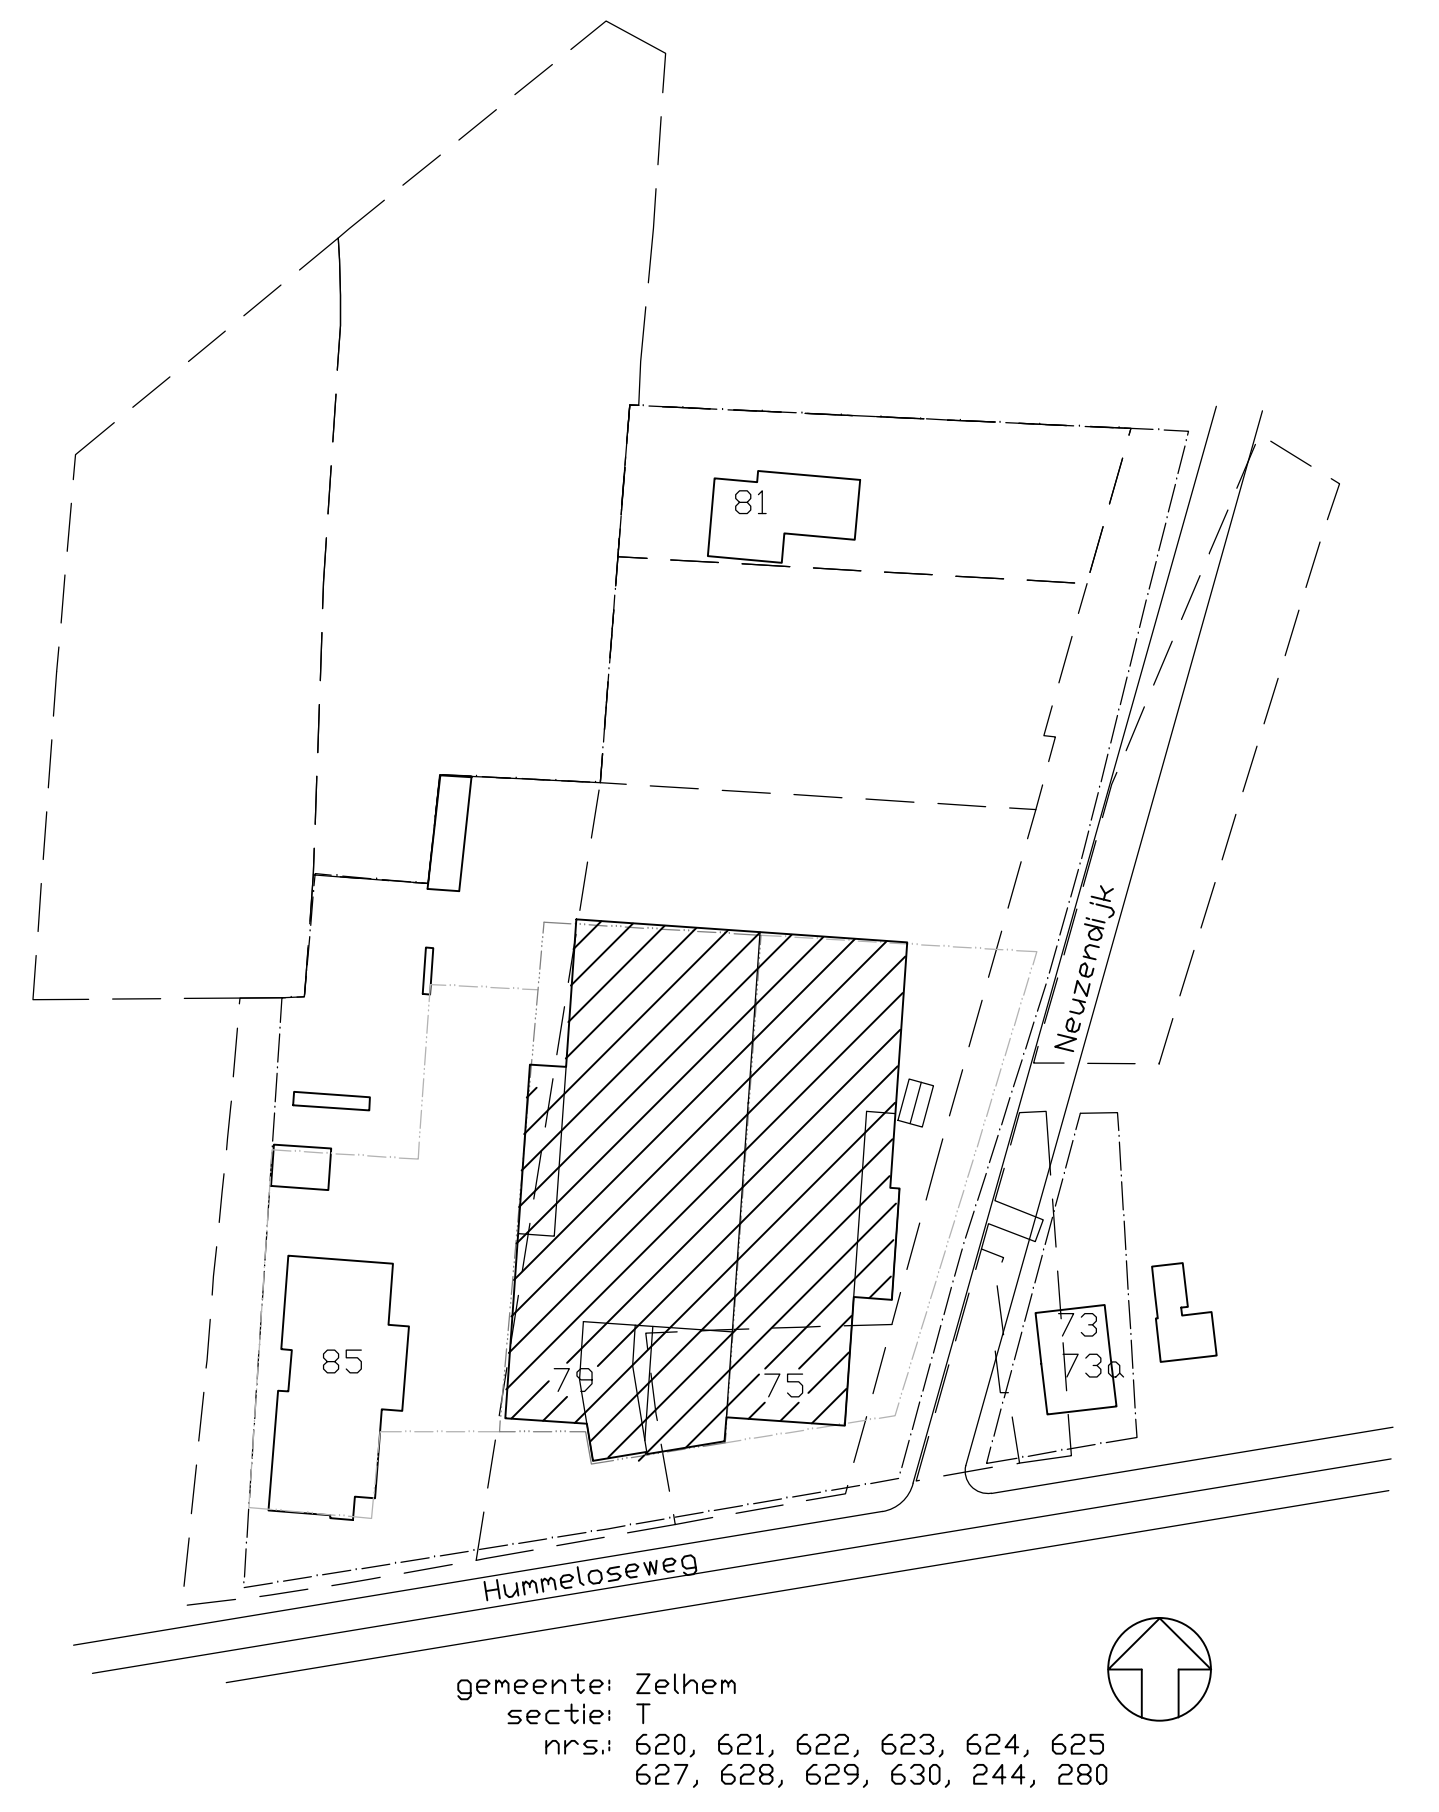 81
Neuzendijk
73
73a
85
79
75
Hummeloseweg
gemeente: Zelhem
sectie: T
nrs.: 620, 621, 622, 623, 624, 625
627, 628, 629, 630, 244, 280